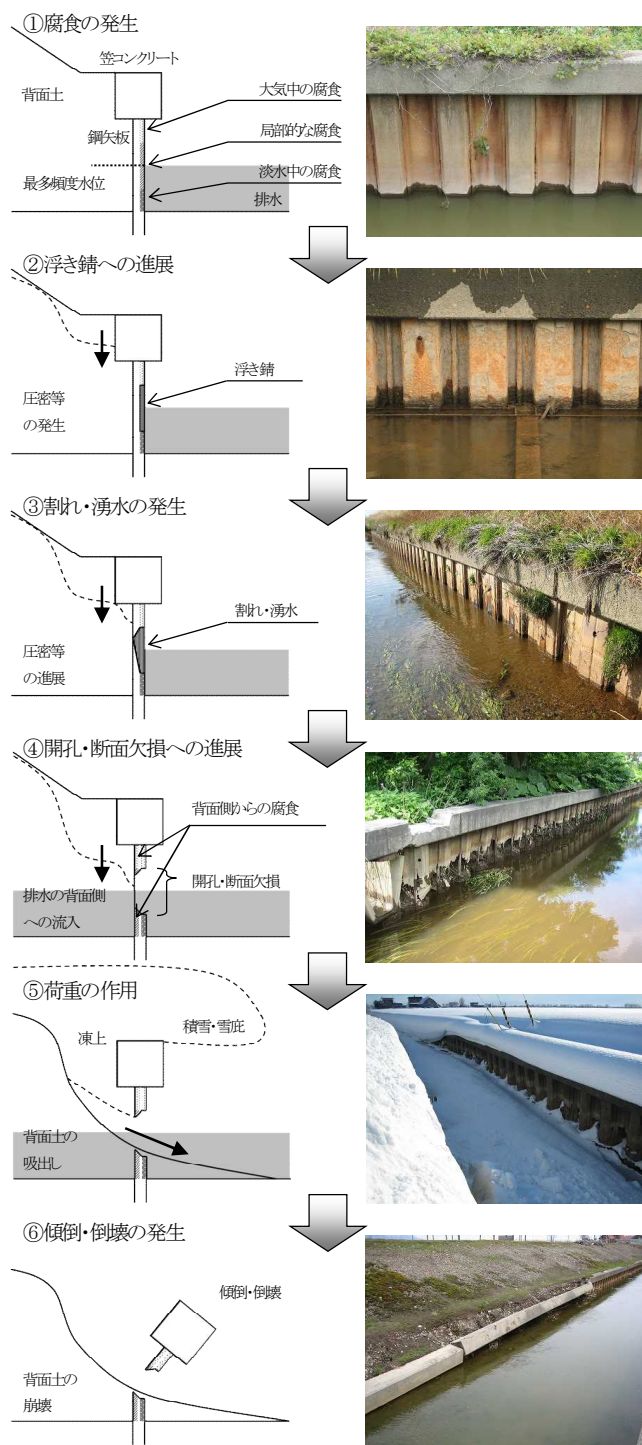 ①腐食の発生
笠コンクリート
背面土
大気中の腐食
鋼矢板
局部的な腐食
最多頻度水位
淡水中の腐食
排水
②浮き錆への進展
浮き錆
圧密等
の発生
③割れ・湧水の発生
割れ・湧水
圧密等
の進展
④開孔・断面欠損への進展
背面側からの腐食
開孔・断面欠損
排水の背面側
への流入
⑤荷重の作用
積雪・雪庇
凍上
背面土の
吸出し
⑥傾倒・倒壊の発生
傾倒・倒壊
背面土の
崩壊